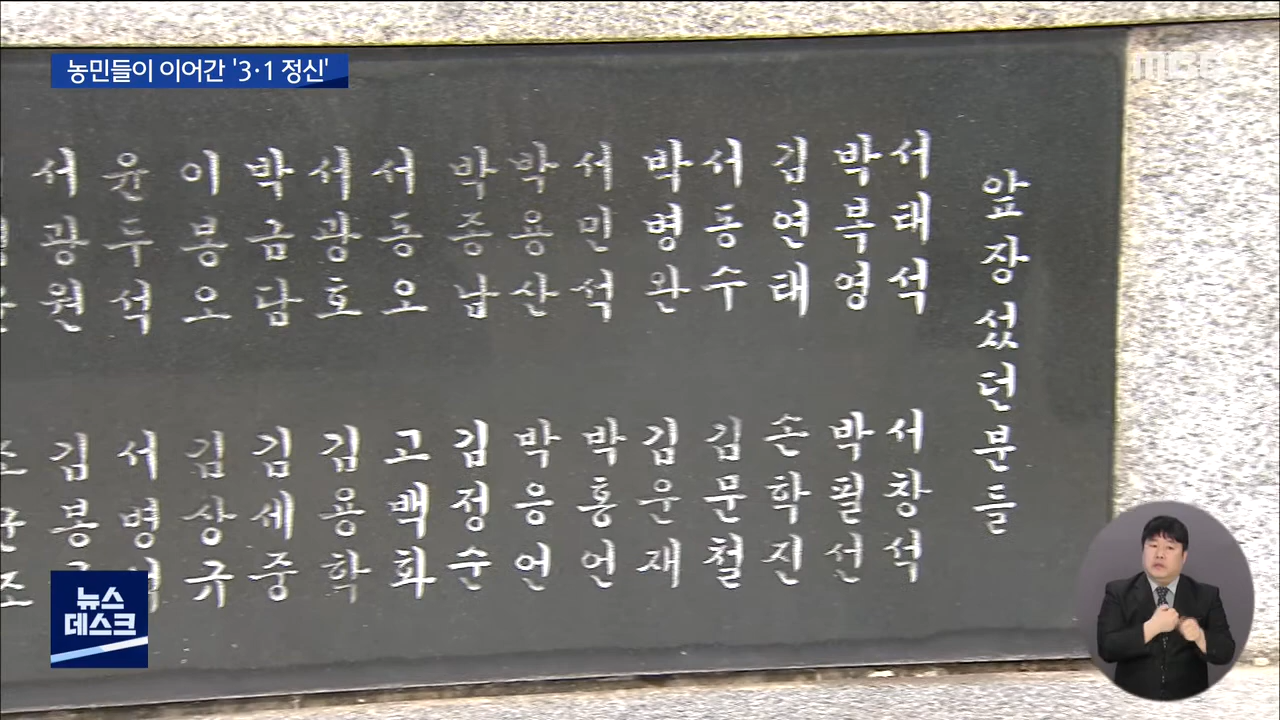 농민들이 이어간 '3·1 정신'
MBC
앞장섰던분들
서태석
박복영
김연태
서동수
박병완
서민석
박용산
박종남
서동오
서광호
박금담
이봉오
윤두석
서광원
서창석
박필선
손학진
김문철
김운재
박홍언
박응언
김정순
고백화
김용학
김세중
김상규
뉴스
데스크